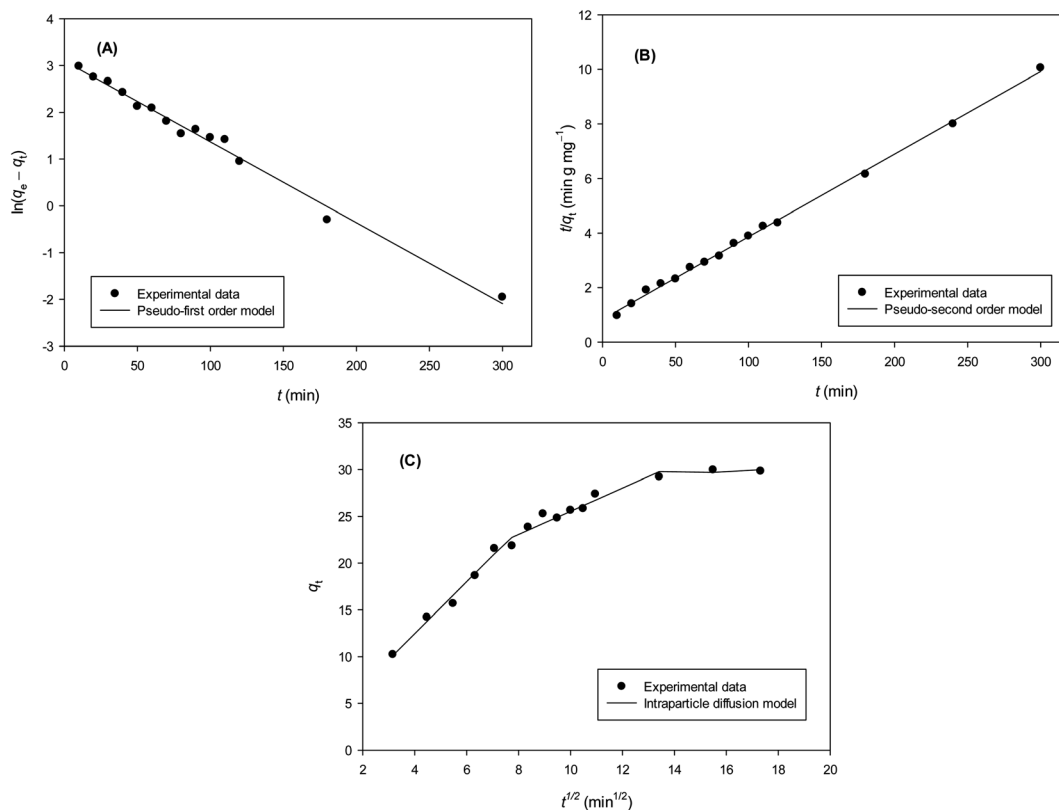 (A)
4
3
2
1
0
-1
-2
-3
ln(qe − qt)
Experimental data
Pseudo-first order model
0 50 100 150 200 250 300
t (min)
(B)
12
10
8
6
4
2
0
t/qt (min g mg−1)
Experimental data
Pseudo-second order model
0 50 100 150 200 250 300
t (min)
(C)
35
30
25
20
15
10
5
0
qt
Experimental data
Intraparticle diffusion model
2 4 6 8 10 12 14 16 18 20
t1/2 (min1/2)